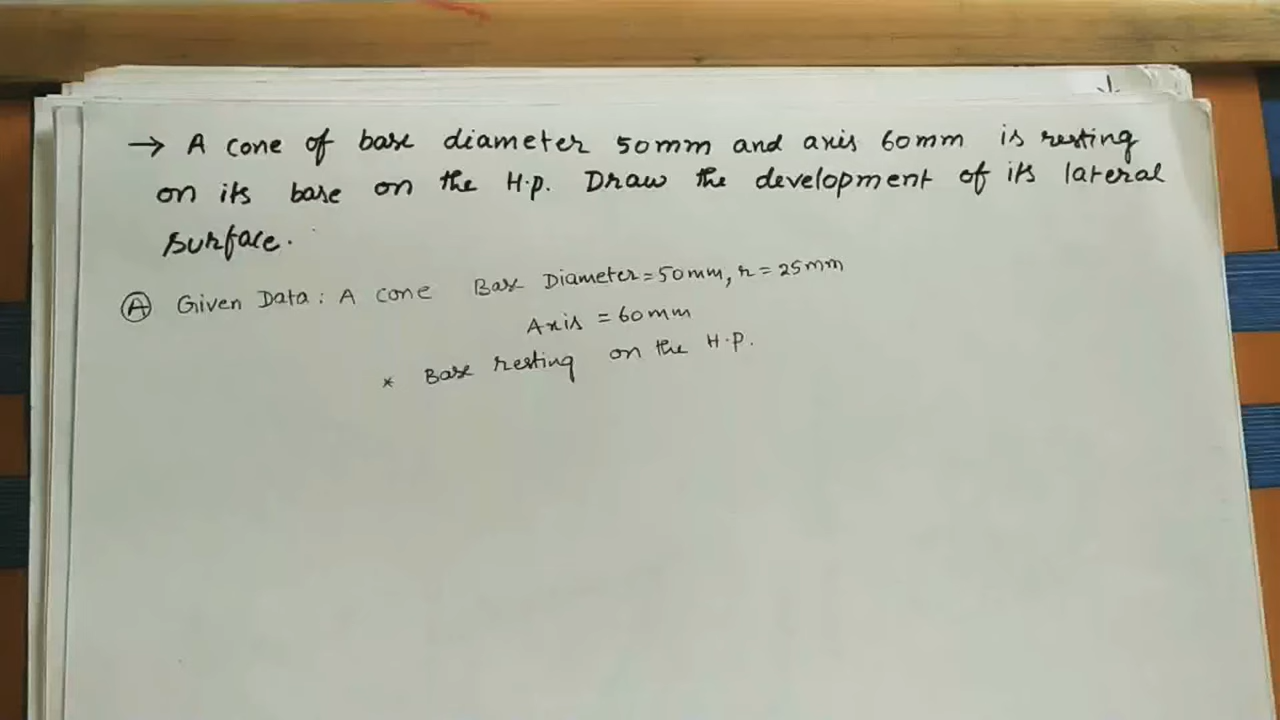 → A cone of base diameter 50mm and axis 60mm is resting
on its base on the H.p. Draw the development of its lateral
surface.
(A) Given Data: A cone Base Diameter=50mm, r=25mm
Axis = 60mm
* Base resting on the H.P.